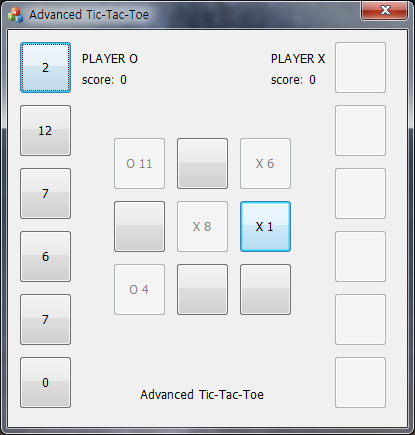 Advanced Tic-Tac-Toe
2
PLAYER O
PLAYER X
score: 0
score: 0
12
O 11
X 6
7
X 8
X 1
6
O 4
7
0
Advanced Tic-Tac-Toe